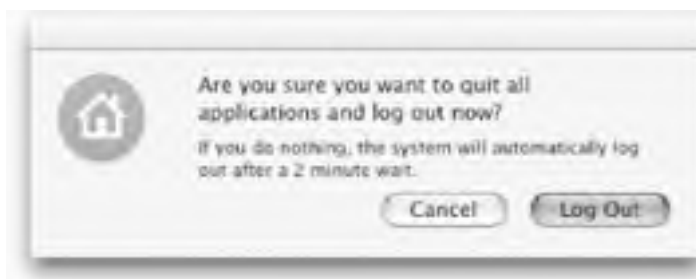 Are you sure you want to quit all
applications and log out now?
If you do nothing, the system will automatically log
out after a 2 minute wait.
Cancel
Log Out